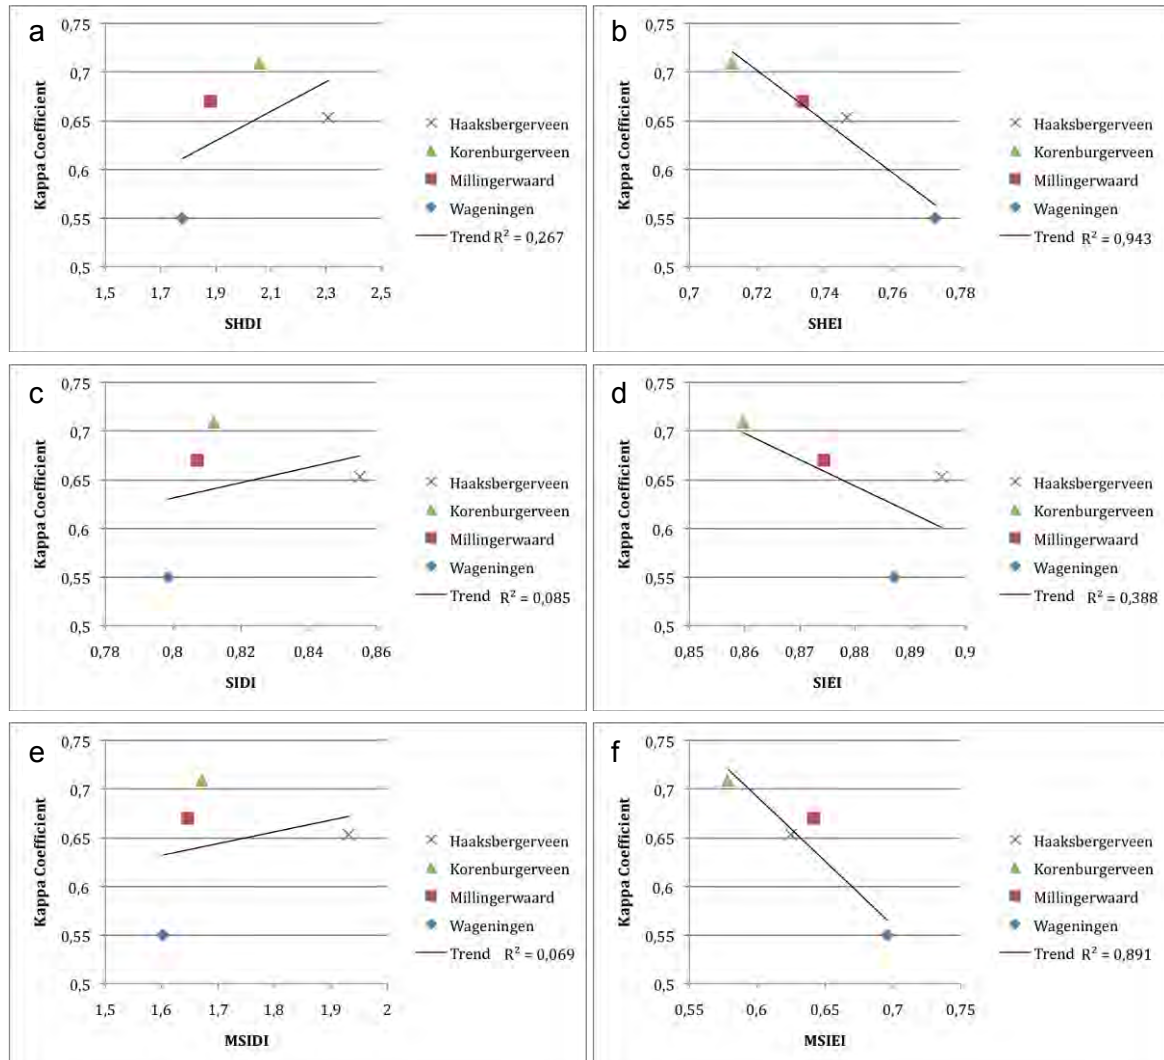 a
0,75
0,7
0,65
0,6
0,55
0,5
Kappa Coefficient
1,5 1,7 1,9 2,1 2,3 2,5
SHDI
Haaksbergerveen
Korenburgerveen
Millingerwaard
Wageningen
Trend R² = 0,267
b
0,75
0,7
0,65
0,6
0,55
0,5
Kappa Coefficient
0,7 0,72 0,74 0,76 0,78
SHEI
Haaksbergerveen
Korenburgerveen
Millingerwaard
Wageningen
Trend R² = 0,943
c
0,75
0,7
0,65
0,6
0,55
0,5
Kappa Coefficient
0,78 0,8 0,82 0,84 0,86
SIDI
Haaksbergerveen
Korenburgerveen
Millingerwaard
Wageningen
Trend R² = 0,085
d
0,75
0,7
0,65
0,6
0,55
0,5
Kappa Coefficient
0,85 0,86 0,87 0,88 0,89 0,9
SIEI
Haaksbergerveen
Korenburgerveen
Millingerwaard
Wageningen
Trend R² = 0,388
e
0,75
0,7
0,65
0,6
0,55
0,5
Kappa Coefficient
1,5 1,6 1,7 1,8 1,9 2
MSIDI
Haaksbergerveen
Korenburgerveen
Millingerwaard
Wageningen
Trend R² = 0,069
f
0,75
0,7
0,65
0,6
0,55
0,5
Kappa Coefficient
0,55 0,6 0,65 0,7 0,75
MSIEI
Haaksbergerveen
Korenburgerveen
Millingerwaard
Wageningen
Trend R² = 0,891